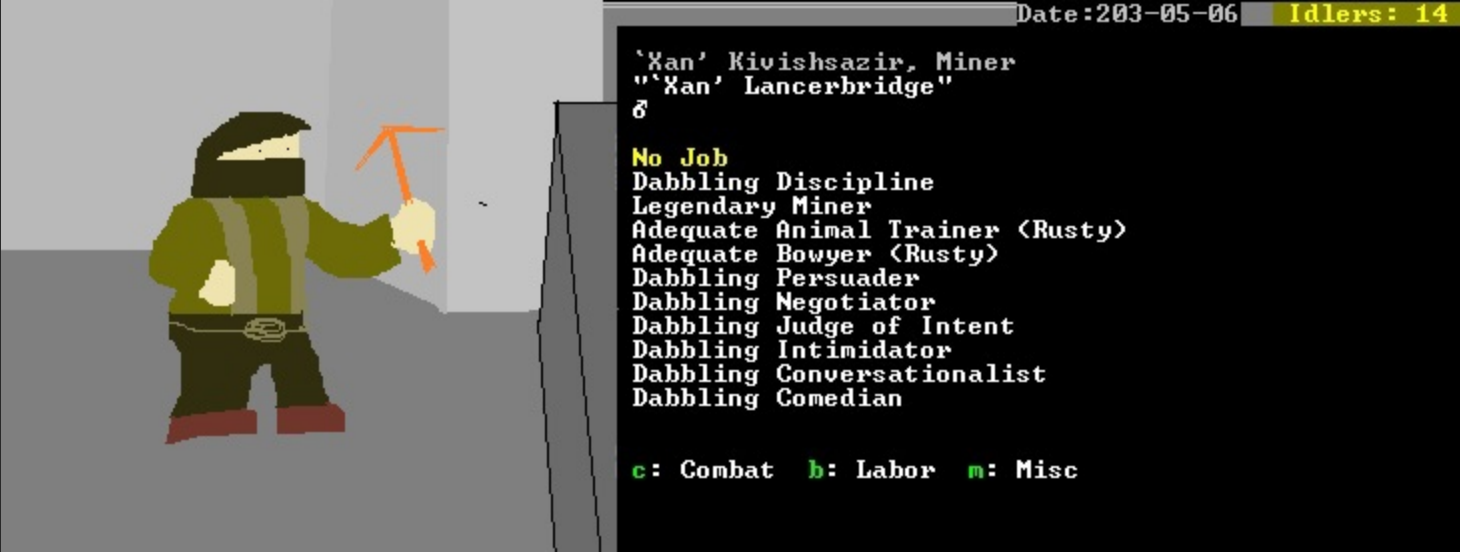 Date:203-05-06 Idlers: 14
`Xan' Kivishsazir, Miner
"`Xan' Lancerbridge"
♂
No Job
Dabbling Discipline
Legendary Miner
Adequate Animal Trainer (Rusty)
Adequate Bowyer (Rusty)
Dabbling Persuader
Dabbling Negotiator
Dabbling Judge of Intent
Dabbling Intimidator
Dabbling Conversationalist
Dabbling Comedian
c: Combat b: Labor m: Misc